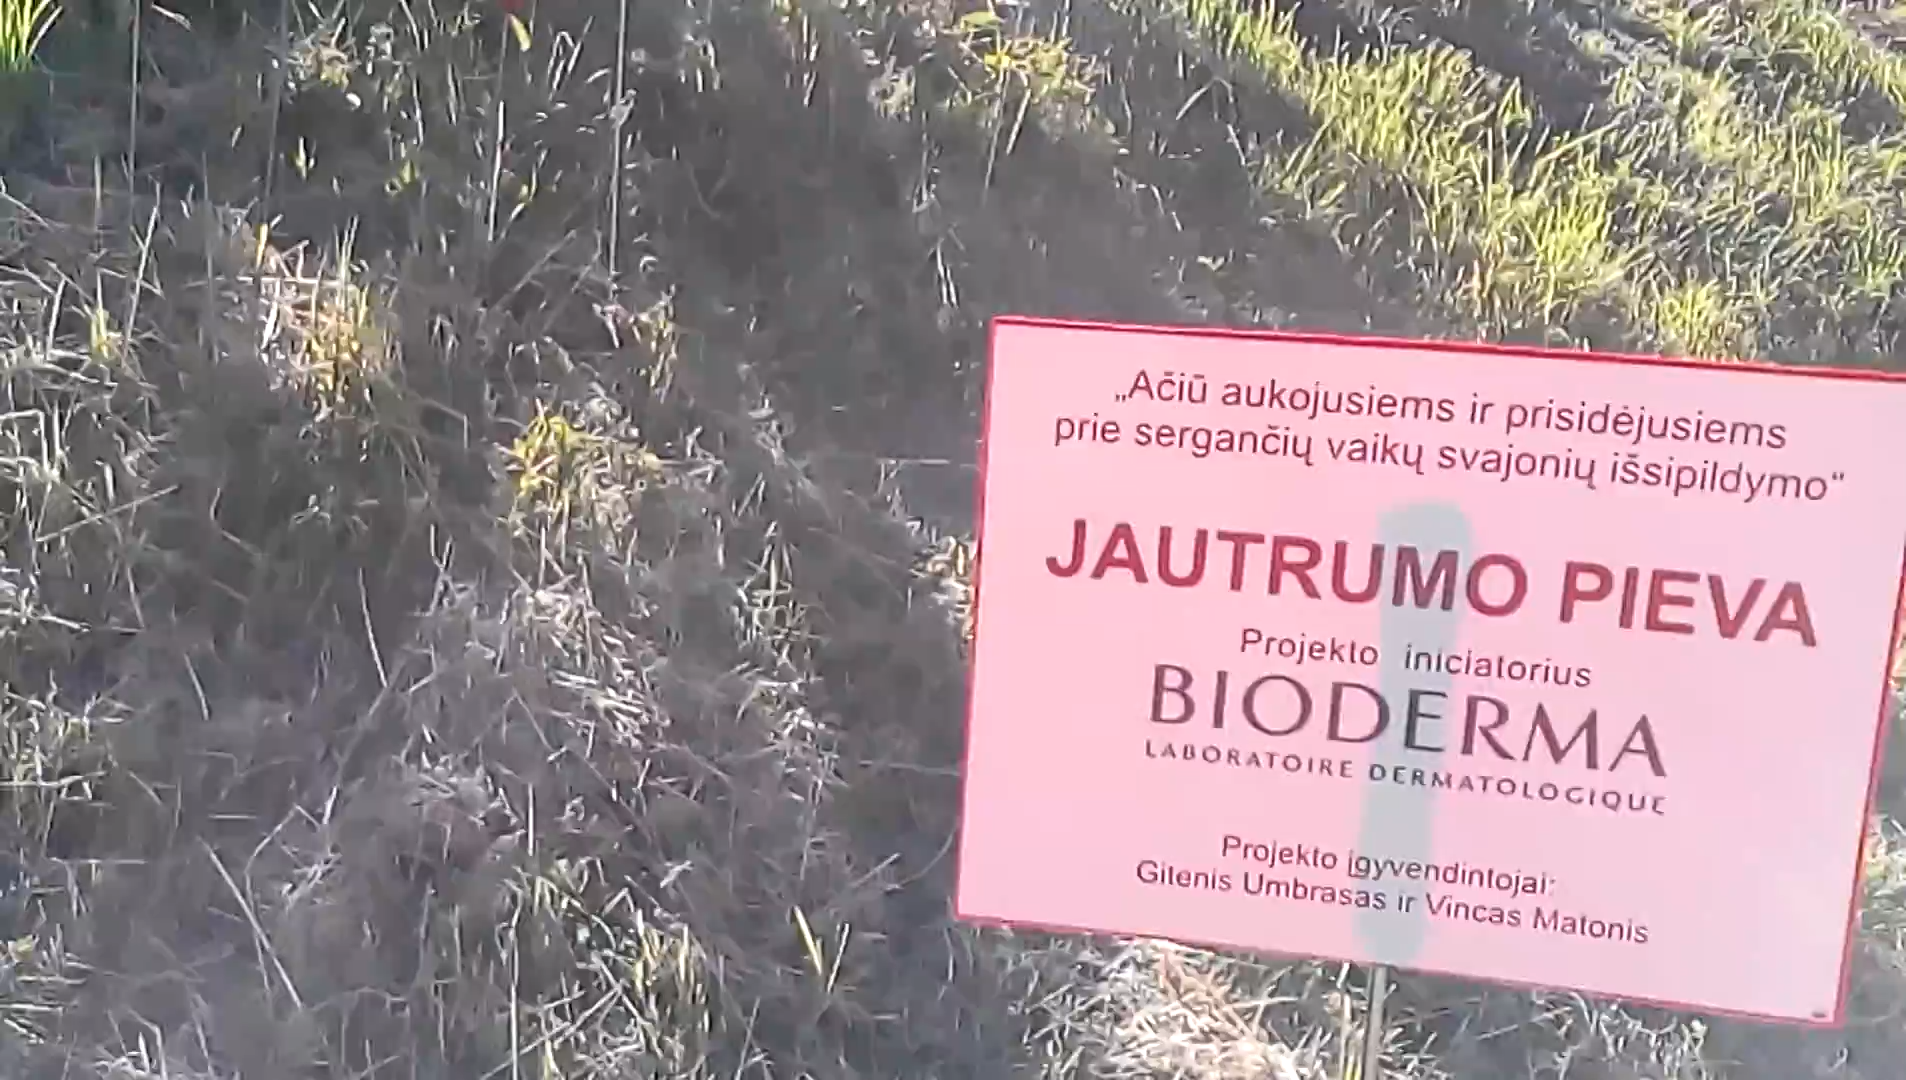 „Ačiū aukojusiems ir prisidėjusiems
prie sergančių vaikų svajonių išsipildymo“
JAUTRUMO PIEVA
Projekto iniciatorius
BIODERMA
LABORATOIRE DERMATOLOGIQUE
Projekto įgyvendintojai:
Gitenis Umbrasas ir Vincas Matonis